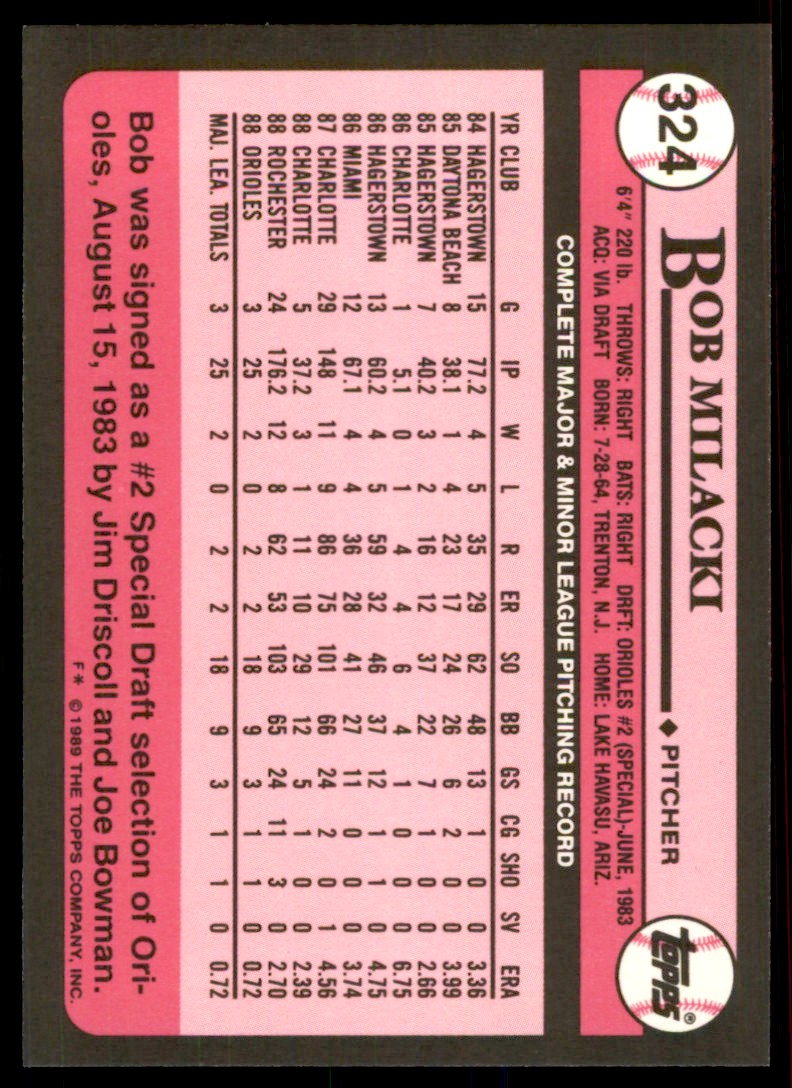 324
BOB MILACKI ◆ PITCHER
topps®
6'4" 220 lb. THROWS: RIGHT BATS: RIGHT DRFT: ORIOLES #2 (SPECIAL)-JUNE, 1983
ACQ: VIA DRAFT BORN: 7-28-64, TRENTON, N.J. HOME: LAKE HAVASU, ARIZ.
COMPLETE MAJOR & MINOR LEAGUE PITCHING RECORD
YR CLUB G IP W L R ER SO BB GS CG SHO SV ERA
84 HAGERSTOWN 15 77.2 4 5 35 29 62 48 13 1 0 0 3.36
85 DAYTONA BEACH 8 38.1 1 4 23 17 24 26 6 2 0 0 3.99
85 HAGERSTOWN 7 40.2 3 2 16 12 37 22 7 1 0 0 2.66
86 CHARLOTTE 1 5.1 0 1 4 4 6 4 1 0 0 0 6.75
86 HAGERSTOWN 13 60.2 4 5 59 32 46 37 12 1 1 0 4.75
86 MIAMI 12 67.1 4 4 36 28 41 27 11 0 0 0 3.74
87 CHARLOTTE 29 148 11 9 86 75 101 66 24 2 0 1 4.56
88 CHARLOTTE 5 37.2 3 1 11 10 29 12 5 1 0 0 2.39
88 ROCHESTER 24 176.2 12 8 62 53 103 65 24 11 3 0 2.70
88 ORIOLES 3 25 2 0 2 2 18 9 3 1 1 0 0.72
MAJ. LEA. TOTALS 3 25 2 0 2 2 18 9 3 1 1 0 0.72
Bob was signed as a #2 Special Draft selection of Ori-
oles, August 15, 1983 by Jim Driscoll and Joe Bowman.
F* © 1989 THE TOPPS COMPANY, INC.